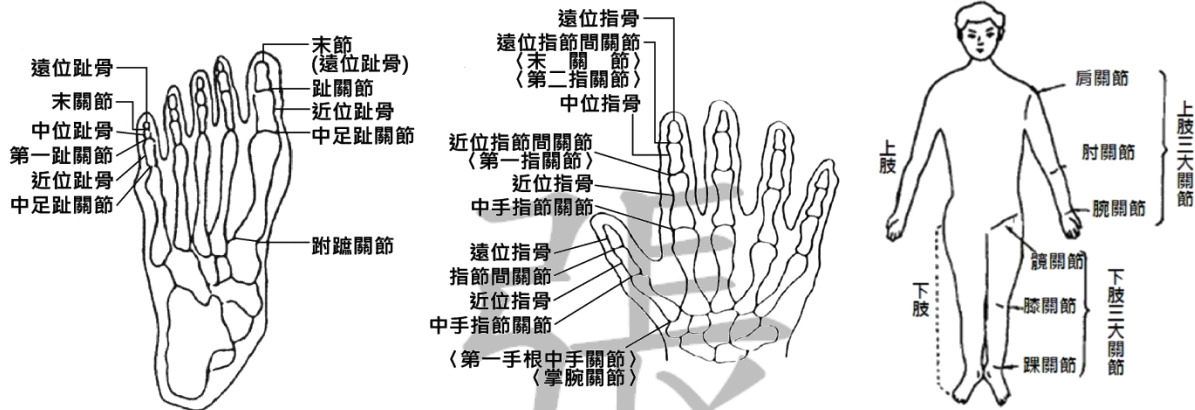 遠位趾骨
末關節
中位趾骨
第一趾關節
近位趾骨
中足趾關節
末節
(遠位趾骨)
趾關節
近位趾骨
中足趾關節
跗蹠關節
遠位指骨
遠位指節間關節
〈末關節〉
〈第二指關節〉
中位指骨
近位指節間關節
〈第一指關節〉
近位指骨
中手指節關節
遠位指骨
指節間關節
近位指骨
中手指節關節
〈第一手根中手關節〉
〈掌腕關節〉
上肢
下肢
肩關節
肘關節
腕關節
上肢三大關節
髖關節
膝關節
踝關節
下肢三大關節